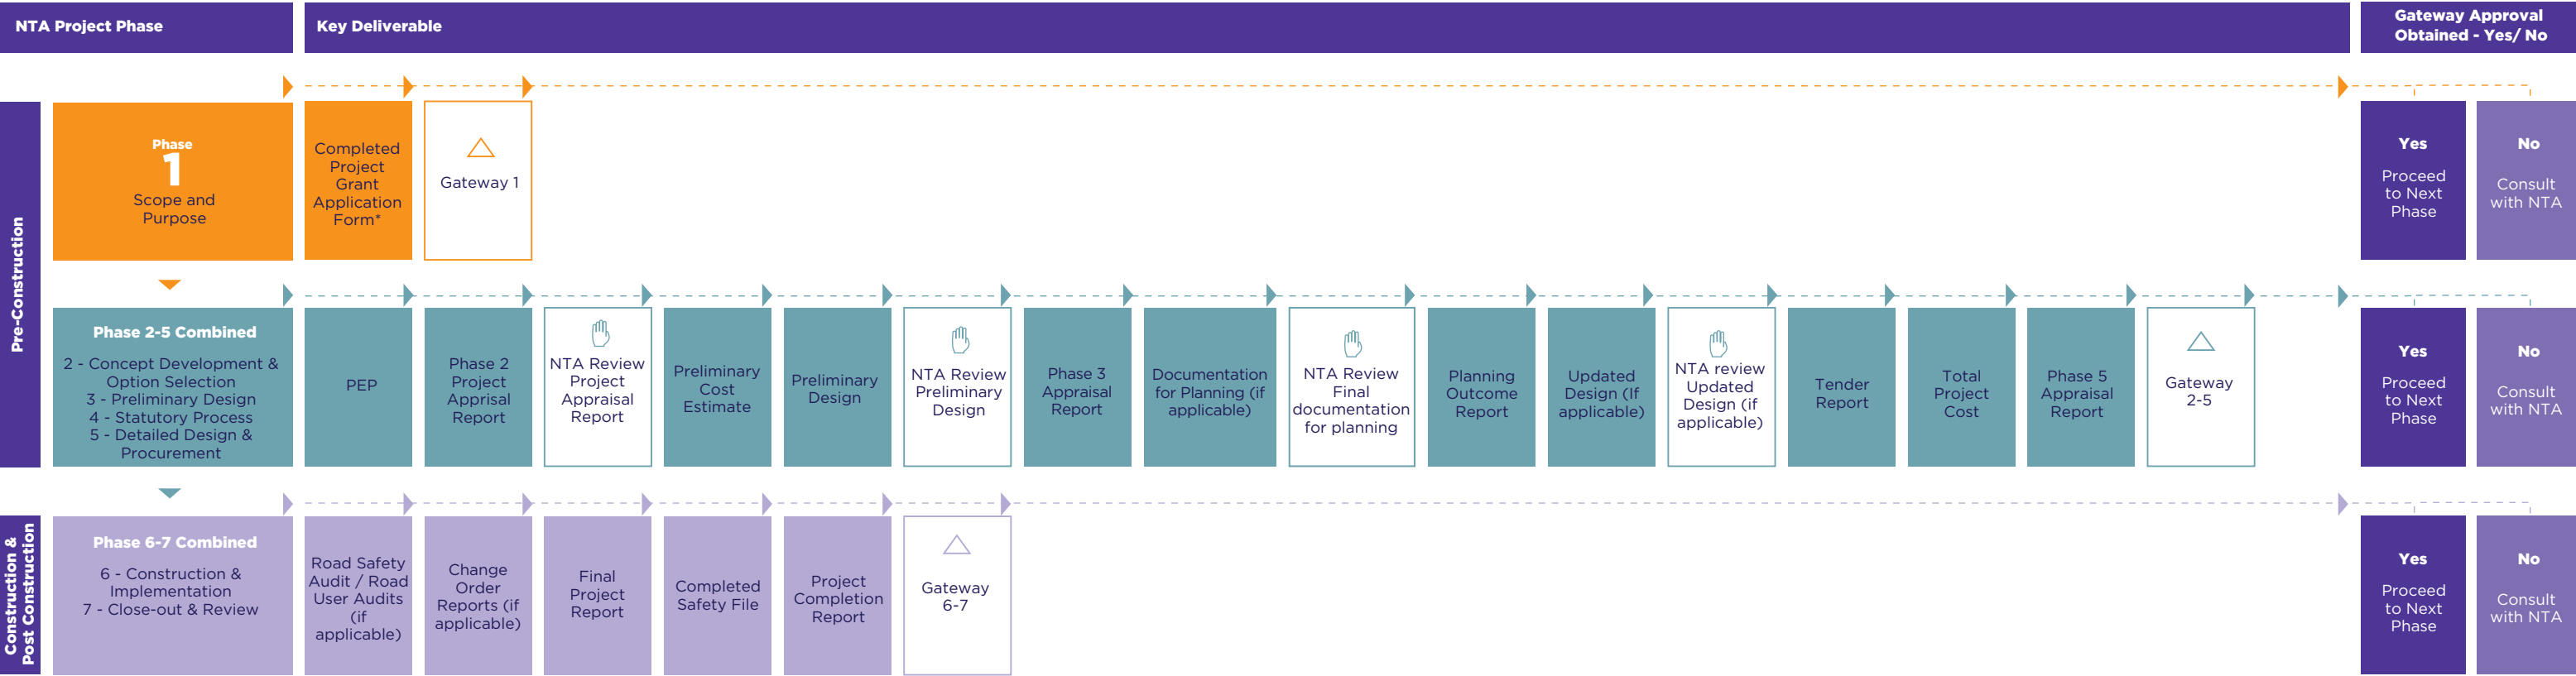 NTA Project Phase
Key Deliverable
Gateway Approval
Obtained - Yes/ No
Pre-Construction
Phase
1
Scope and
Purpose
Completed
Project
Grant
Application
Form*
Gateway 1
Yes
Proceed
to Next
Phase
No
Consult
with NTA
Phase 2-5 Combined
2 - Concept Development &
Option Selection
3 - Preliminary Design
4 - Statutory Process
5 - Detailed Design &
Procurement
PEP
Phase 2
Project
Apprisal
Report
NTA Review
Project
Appraisal
Report
Preliminary
Cost
Estimate
Preliminary
Design
NTA Review
Preliminary
Design
Phase 3
Appraisal
Report
Documentation
for Planning (if
applicable)
NTA Review
Final
documentation
for planning
Planning
Outcome
Report
Updated
Design (If
applicable)
NTA review
Updated
Design (if
applicable)
Tender
Report
Total
Project
Cost
Phase 5
Appraisal
Report
Gateway
2-5
Yes
Proceed
to Next
Phase
No
Consult
with NTA
Construction &
Post Construction
Phase 6-7 Combined
6 - Construction &
Implementation
7 - Close-out & Review
Road Safety
Audit / Road
User Audits
(if
applicable)
Change
Order
Reports (if
applicable)
Final
Project
Report
Completed
Safety File
Project
Completion
Report
Gateway
6-7
Yes
Proceed
to Next
Phase
No
Consult
with NTA